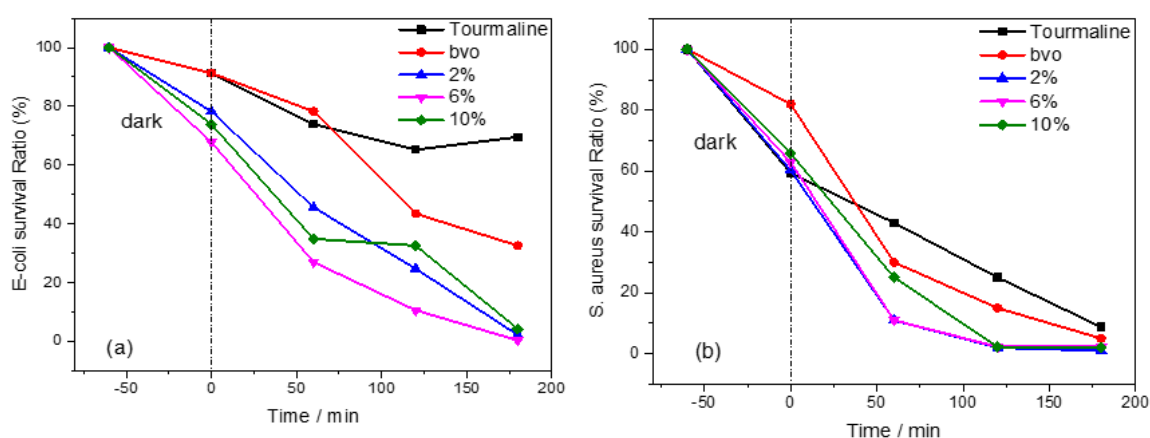 Tourmaline
bvo
2%
6%
10%
100
80
60
40
20
0
E-coli survival Ratio (%)
dark
(a)
-50
0
50
100
150
200
Time / min
Tourmaline
bvo
2%
6%
10%
100
80
60
40
20
0
S. aureus survival Ratio (%)
dark
(b)
-50
0
50
100
150
200
Time / min